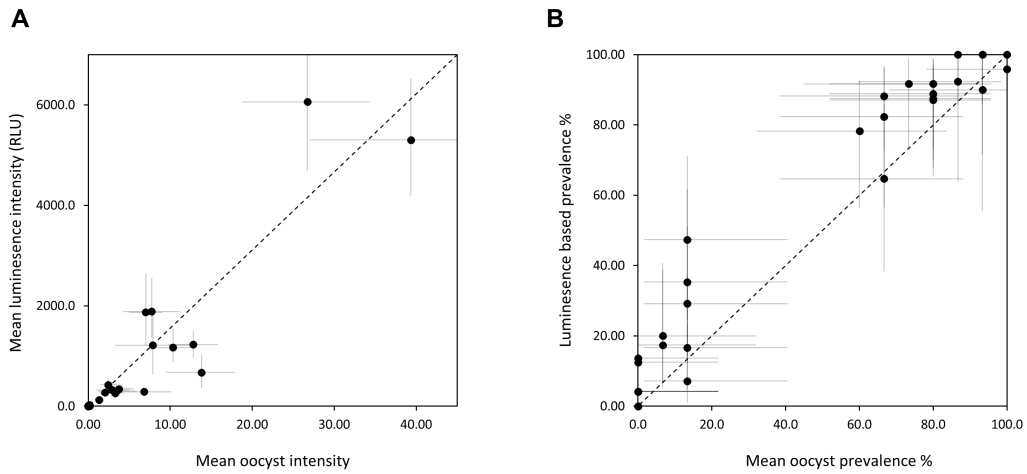 A
B
Mean luminesence intensity (RLU)
6000.0
4000.0
2000.0
0.0
0.00 10.00 20.00 30.00 40.00
Mean oocyst intensity
Luminesence based prevalence %
100.00
80.00
60.00
40.00
20.00
0.00
0.0 20.0 40.0 60.0 80.0 100.0
Mean oocyst prevalence %